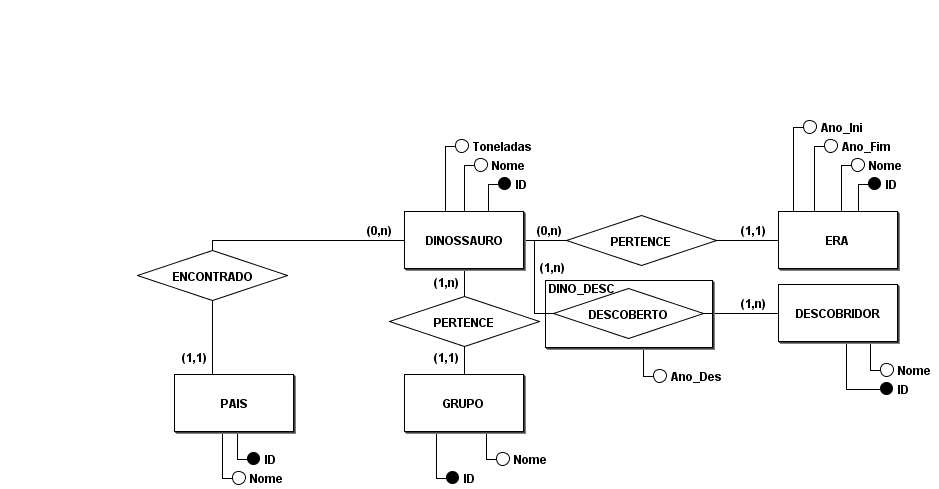 Ano_Ini
Toneladas
Ano_Fim
Nome
Nome
ID
ID
(0,n)
DINOSSAURO
(0,n)
PERTENCE
(1,1)
ERA
ENCONTRADO
(1,n)
(1,n)
DINO_DESC
DESCOBERTO
(1,n)
DESCOBRIDOR
PERTENCE
(1,1)
(1,1)
Ano_Des
Nome
ID
PAIS
GRUPO
ID
Nome
Nome
ID